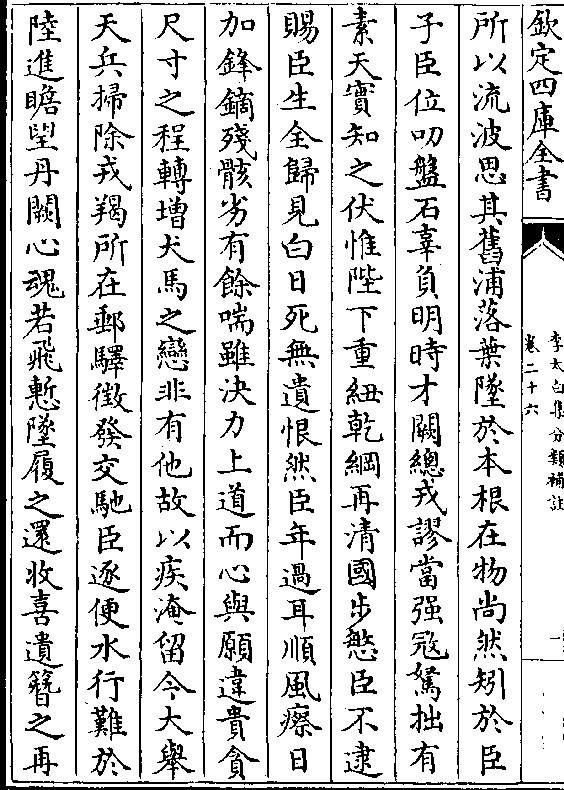 欽定四庫全書
李太白集分類補註
卷二十六
所以流波思其舊浦落葉墜於本根在物尚然矧於臣
子臣位叨盤石辜負明時才闕總戎謬當强冦駑拙有
素天實知之伏惟陛下重紐乾綱再清國步愍臣不逮
賜臣生全歸見白日死無遺恨然臣年過耳順風瘵日
加鋒鏑殘骸劣有餘喘雖决力上道而心與願違貴貪
尺寸之程轉增犬馬之戀非有他故以疾淹留今大舉
天兵掃除戎羯所在郵驛徵發交馳臣逐便水行難於
陸進瞻望丹闕心魂若飛慙墜履之還收喜遺簪之再